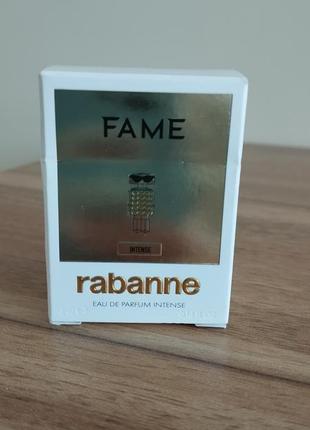 FAME
INTENSE
rabanne
EAU DE PARFUM INTENSE